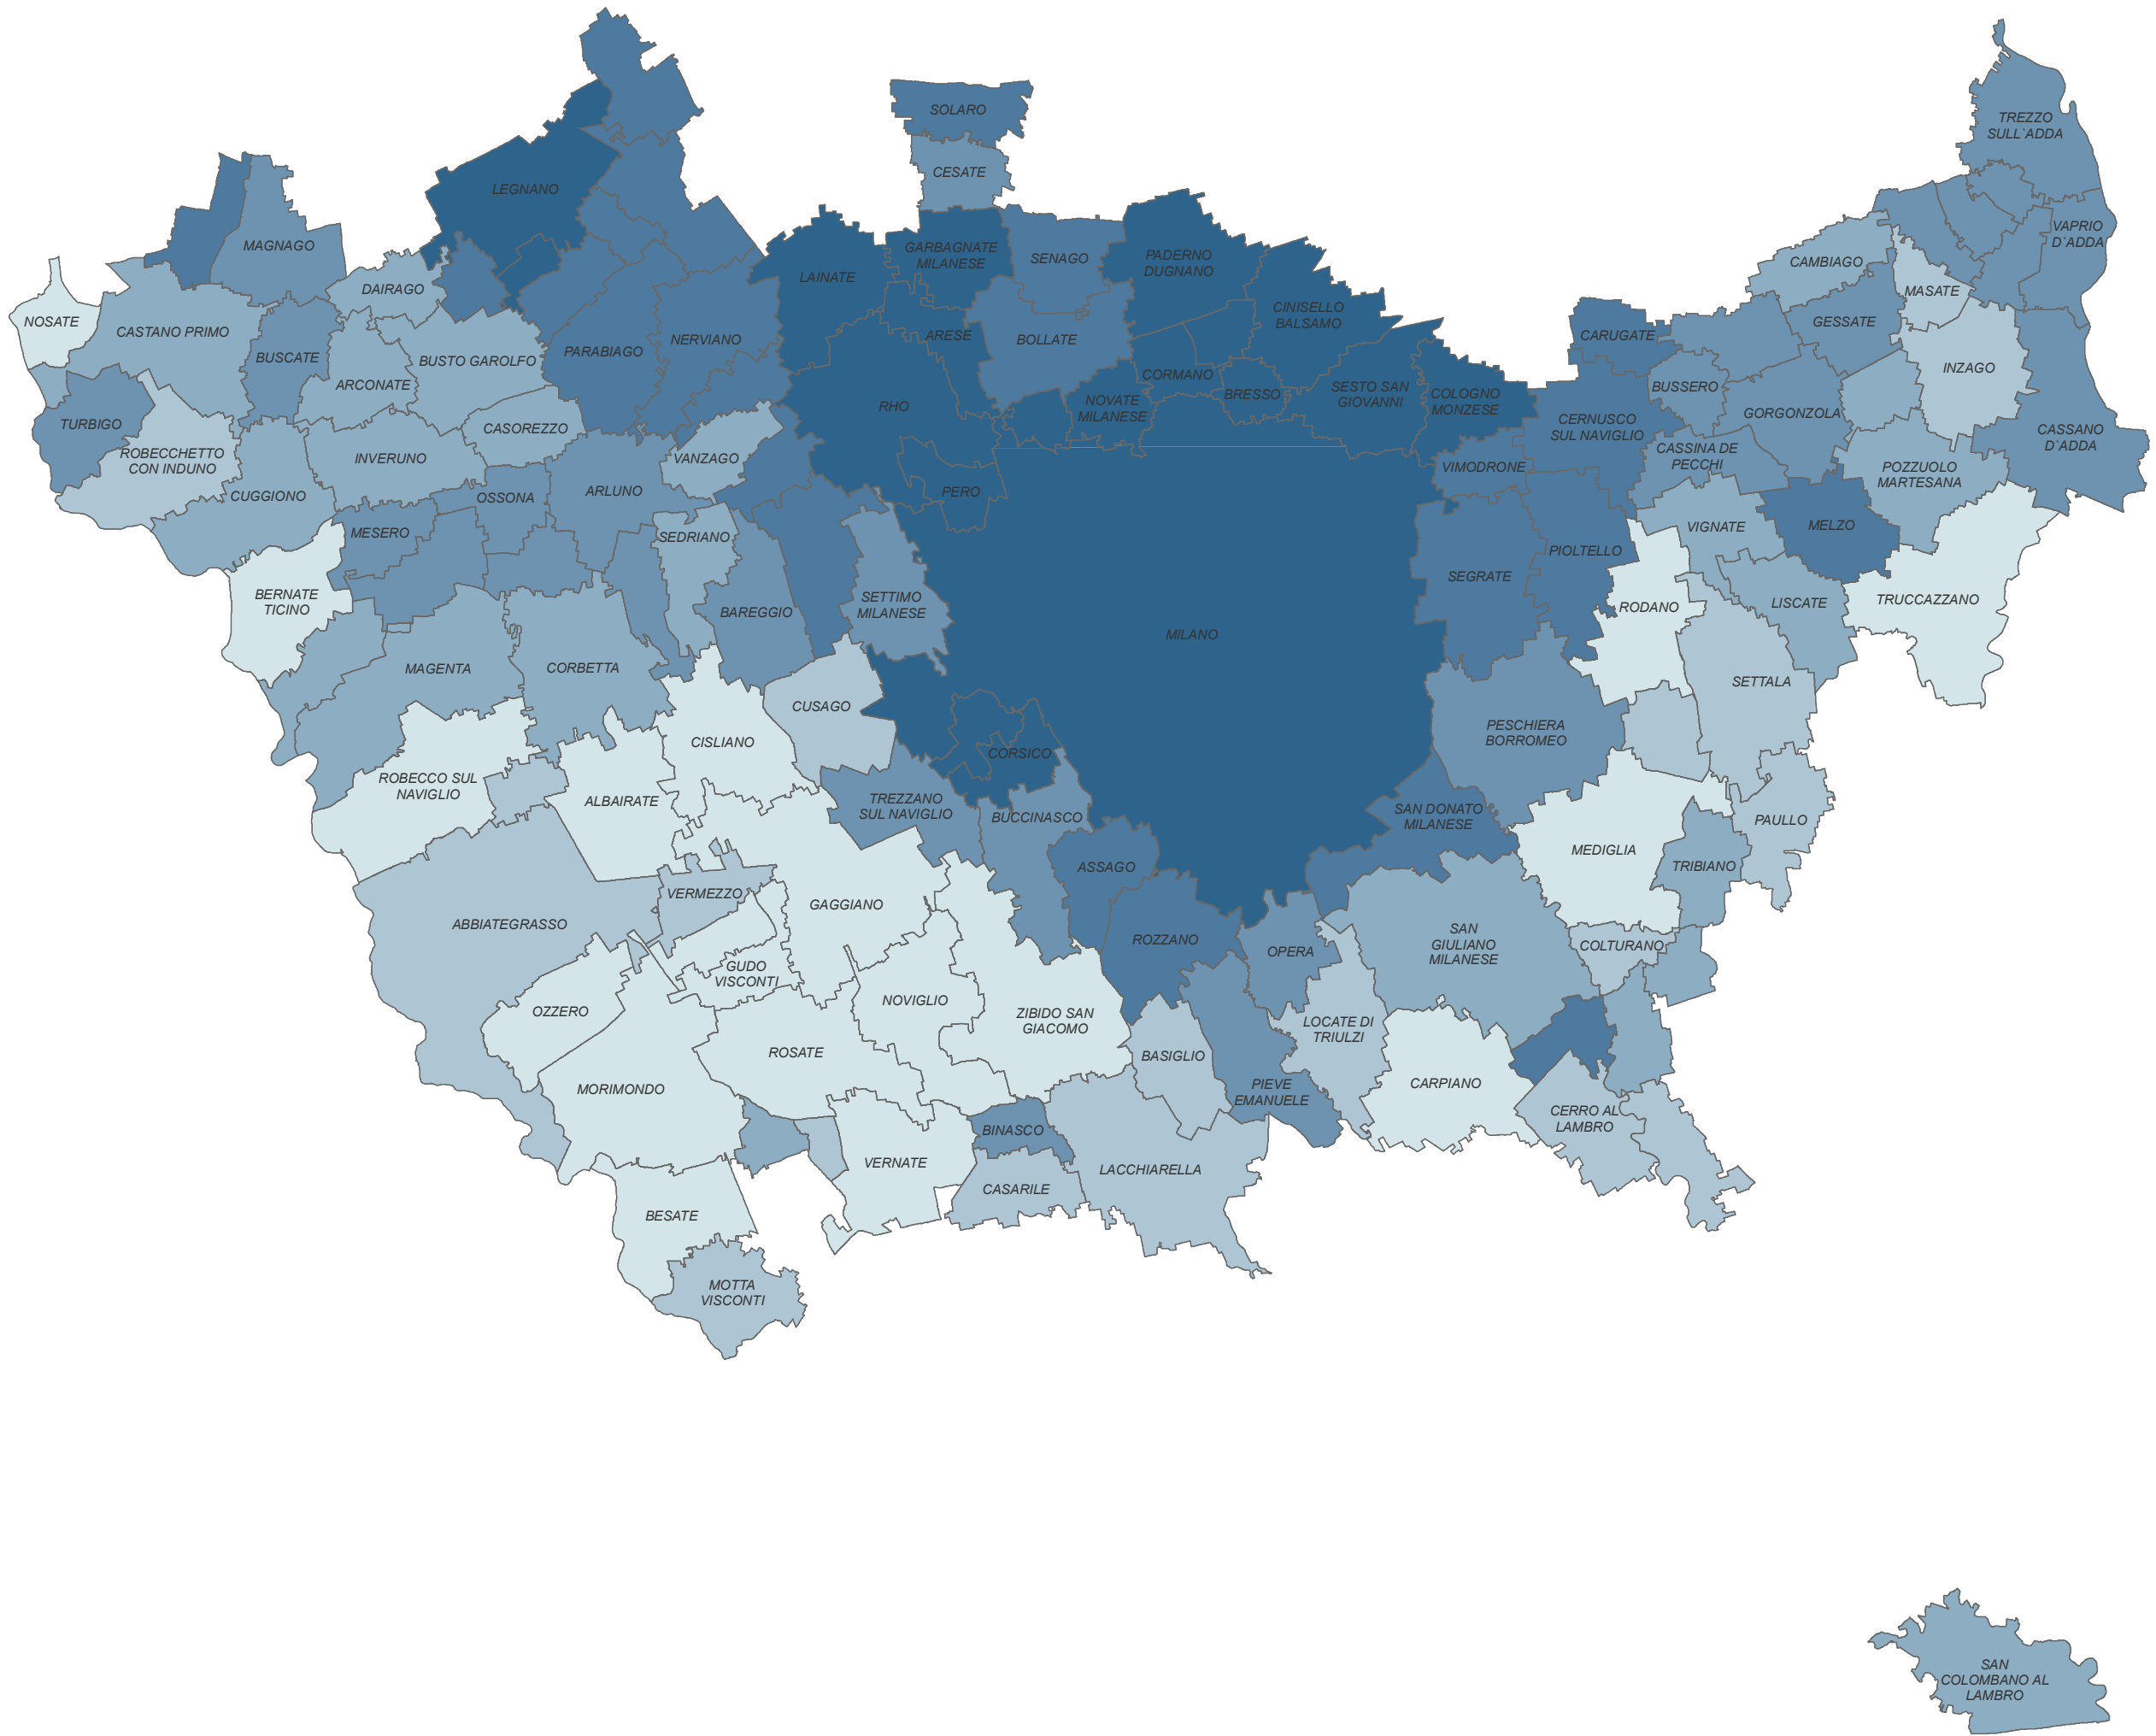 SOLARO
TREZZO
SULL`ADDA
CESATE
LEGNANO
MAGNAGO
VAPRIO
D`ADDA
GARBAGNATE
MILANESE
SENAGO
PADERNO
DUGNANO
CAMBIAGO
LAINATE
DAIRAGO
MASATE
NOSATE
CASTANO PRIMO
CINISELLO
BALSAMO
GESSATE
ARESE
BOLLATE
NERVIANO
CARUGATE
BUSCATE
PARABIAGO
BUSTO GAROLFO
INZAGO
ARCONATE
CORMANO
BUSSERO
SESTO SAN
GIOVANNI
BRESSO
COLOGNO
MONZESE
NOVATE
MILANESE
RHO
GORGONZOLA
TURBIGO
CASOREZZO
CERNUSCO
SUL NAVIGLIO
CASSANO
D`ADDA
ROBECCHETTO
CON INDUNO
INVERUNO
VANZAGO
CASSINA DE
PECCHI
VIMODRONE
POZZUOLO
MARTESANA
CUGGIONO
OSSONA
ARLUNO
PERO
MESERO
SEDRIANO
VIGNATE
MELZO
PIOLTELLO
SEGRATE
BERNATE
TICINO
SETTIMO
MILANESE
BAREGGIO
RODANO
LISCATE
TRUCCAZZANO
MILANO
MAGENTA
CORBETTA
SETTALA
CUSAGO
PESCHIERA
BORROMEO
CISLIANO
CORSICO
ROBECCO SUL
NAVIGLIO
ALBAIRATE
TREZZANO
SUL NAVIGLIO
BUCCINASCO
SAN DONATO
MILANESE
PAULLO
MEDIGLIA
ASSAGO
TRIBIANO
VERMEZZO
GAGGIANO
ABBIATEGRASSO
SAN
GIULIANO
MILANESE
ROZZANO
OPERA
COLTURANO
GUDO
VISCONTI
NOVIGLIO
OZZERO
ZIBIDO SAN
GIACOMO
LOCATE DI
TRIULZI
ROSATE
BASIGLIO
MORIMONDO
PIEVE
EMANUELE
CARPIANO
CERRO AL
LAMBRO
BINASCO
VERNATE
LACCHIARELLA
CASARILE
BESATE
MOTTA
VISCONTI
SAN
COLOMBANO AL
LAMBRO